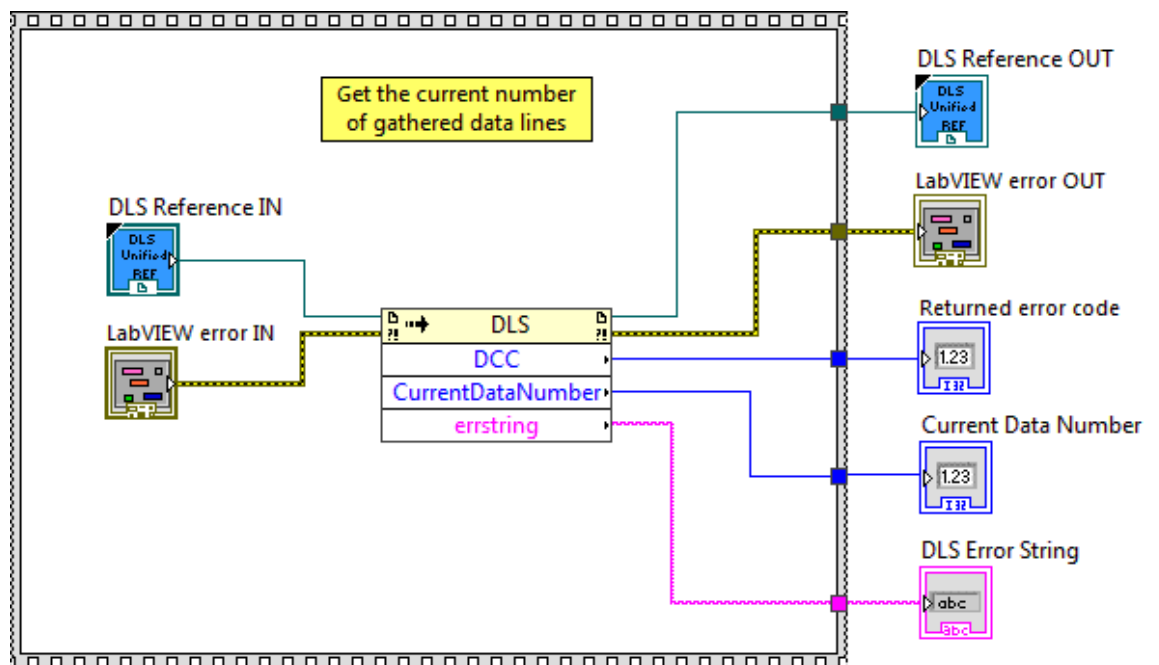 Get the current number
of gathered data lines
DLS Reference IN
DLS
Unified
REF
LabVIEW error IN
?!
DLS
?!
DCC
CurrentDataNumber
errstring
DLS Reference OUT
DLS
Unified
REF
LabVIEW error OUT
Returned error code
1.23
I32
Current Data Number
1.23
I32
DLS Error String
abc
abc